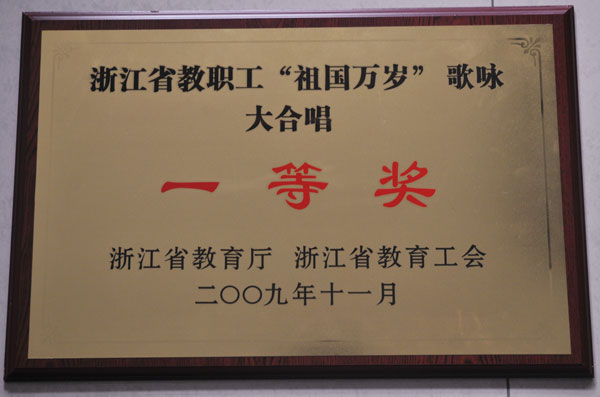 浙江省教职工“祖国万岁” 歌咏
大合唱
一等奖
浙江省教育厅 浙江省教育工会
二〇〇九年十一月